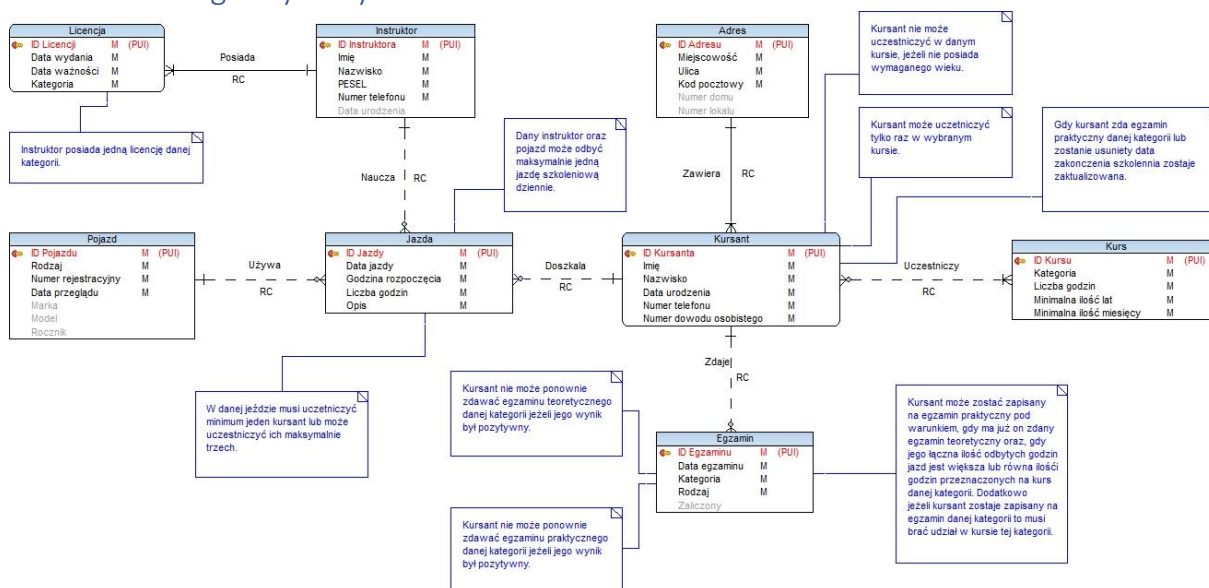 Licencja
ID Licencji M (PUI)
Data wydania M
Data ważności M
Kategoria M
Posiada
RC
Instruktor
ID Instruktora M (PUI)
Imię M
Nazwisko M
PESEL M
Numer telefonu M
Data urodzenia
Adres
ID Adresu M (PUI)
Miejscowość M
Ulica M
Kod pocztowy M
Numer domu
Numer lokalu
Kursant nie może
uczestniczyć w danym
kursie, jeżeli nie posiada
wymaganego wieku.
Instruktor posiada jedną licencję danej
kategorii.
Naucza
RC
Dany instruktor oraz
pojazd może odbyć
maksymalnie jedną
jazdę szkoleniową
dziennie.
Zawiera
RC
Kursant może uczetniczyć
tylko raz w wybranym
kursie.
Gdy kursant zda egzamin
praktyczny danej kategorii lub
zostanie usuniety data
zakonczenia szkolennia zostaje
zaktualizowana.
Pojazd
ID Pojazdu M (PUI)
Rodzaj M
Numer rejestracyjny M
Data przeglądu M
Marka
Model
Rocznik
Używa
RC
Jazda
ID Jazdy M (PUI)
Data jazdy M
Godzina rozpoczęcia M
Liczba godzin M
Opis M
Doszkala
RC
Kursant
ID Kursanta M (PUI)
Imię M
Nazwisko M
Data urodzenia M
Numer telefonu M
Numer dowodu osobistego M
Uczestniczy
RC
Kurs
ID Kursu M (PUI)
Kategoria M
Liczba godzin M
Minimalna ilość lat M
Minimalna ilość miesięcy M
Zdaje
RC
W danej jeździe musi uczetniczyć
minimum jeden kursant lub może
uczestniczyć ich maksymalnie
trzech.
Kursant nie może ponownie
zdawać egzaminu teoretycznego
danej kategorii jeżeli jego wynik
był pozytywny.
Egzamin
ID Egzaminu M (PUI)
Data egzaminu M
Kategoria M
Rodzaj M
Zaliczony
Kursant może zostać zapisany
na egzamin praktyczny pod
warunkiem, gdy ma już on zdany
egzamin teoretyczny oraz, gdy
jego łączna ilość odbytych godzin
jazd jest większa lub równa ilośći
godzin przeznaczonych na kurs
danej kategorii. Dodatkowo
jeżeli kursant zostaje zapisany na
egzamin danej kategorii to musi
brać udział w kursie tej kategorii.
Kursant nie może ponownie
zdawać egzaminu praktycznego
danej kategorii jeżeli jego wynik
był pozytywny.